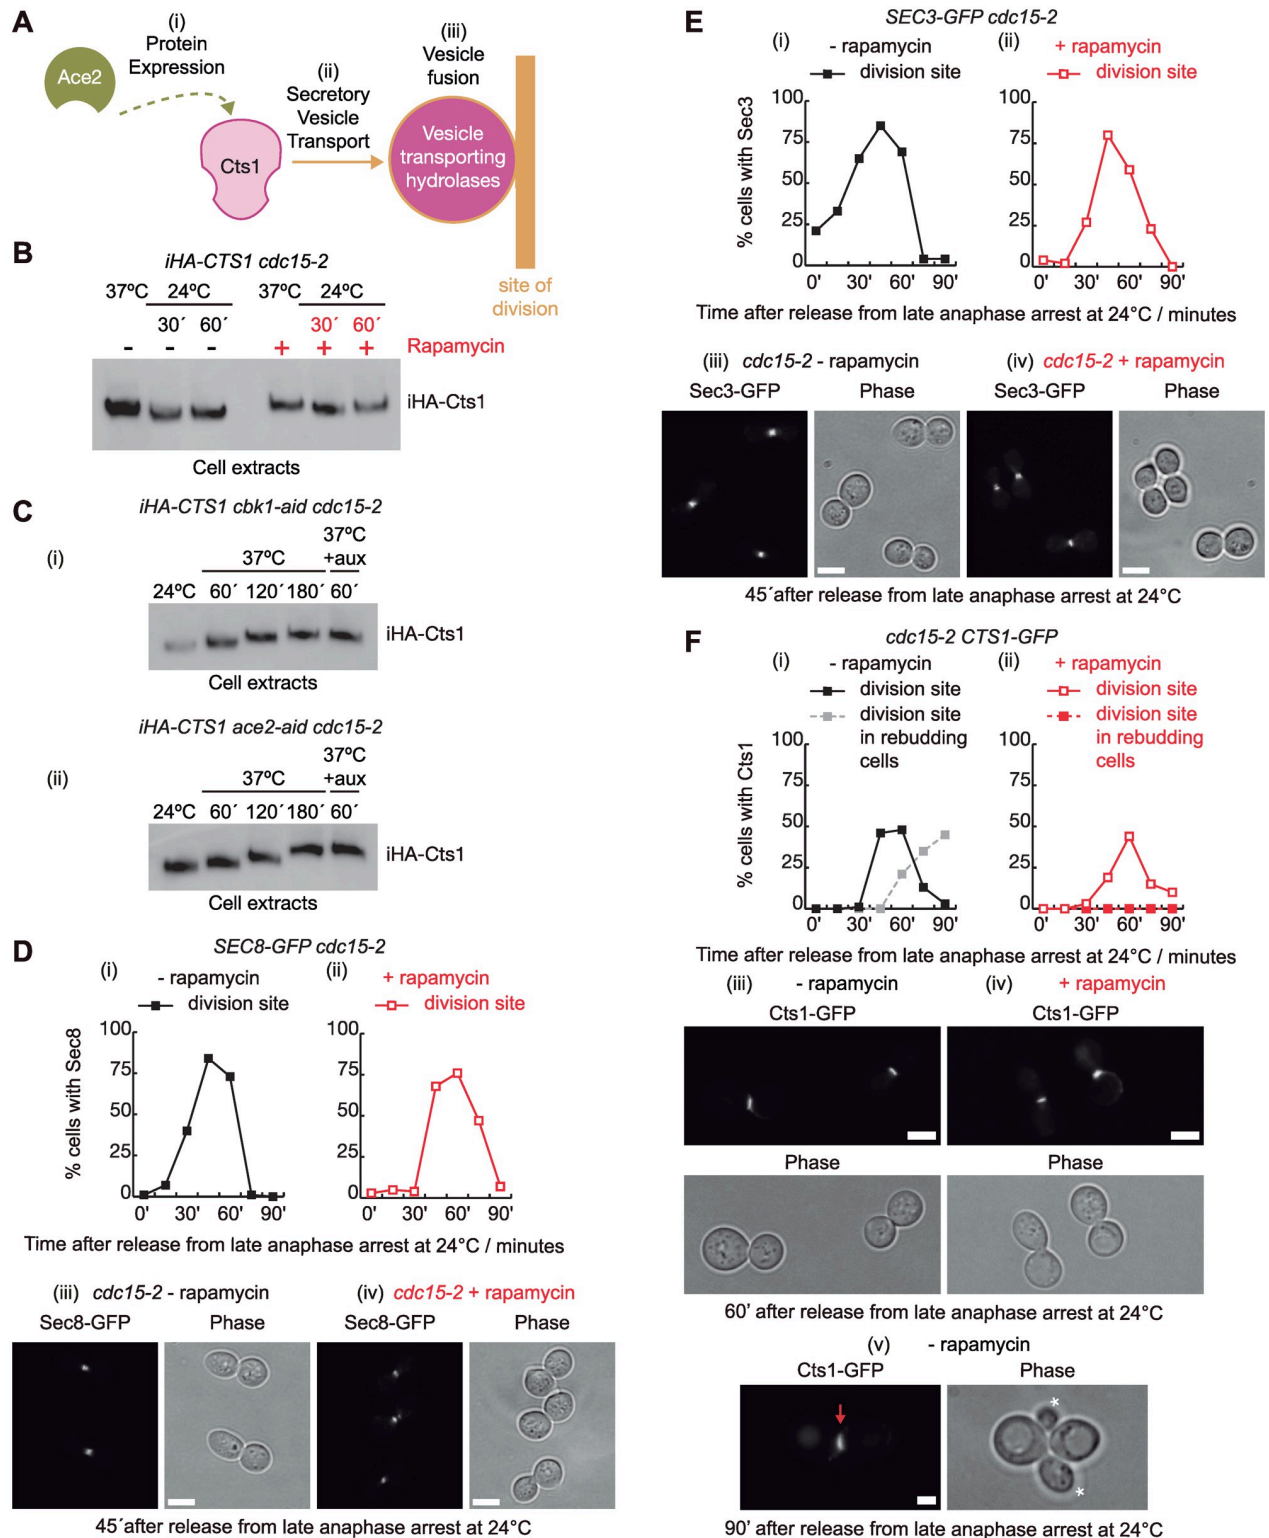 A
(i)
Protein
Expression
Ace2
(ii)
Secretory
Vesicle
Transport
Cts1
(iii)
Vesicle
fusion
Vesicle
transporting
hydrolases
site of
division
B
iHA-CTS1 cdc15-2
37ºC 24ºC 37ºC 24ºC
30´ 60´ 30´ 60´
- - - + + + Rapamycin
iHA-Cts1
Cell extracts
C
iHA-CTS1 cbk1-aid cdc15-2
(i)
37ºC
37ºC +aux
24ºC 60´ 120´ 180´ 60´
iHA-Cts1
Cell extracts
iHA-CTS1 ace2-aid cdc15-2
(ii)
37ºC
37ºC +aux
24ºC 60´ 120´ 180´ 60´
iHA-Cts1
Cell extracts
D
SEC8-GFP cdc15-2
(i) - rapamycin
division site
(ii) + rapamycin
division site
% cells with Sec8
100 100
75 75
50 50
25 25
0 0
0' 30' 60' 90' 0' 30' 60' 90'
Time after release from late anaphase arrest at 24°C / minutes
(iii) cdc15-2 - rapamycin (iv) cdc15-2 + rapamycin
Sec8-GFP Phase Sec8-GFP Phase
45´after release from late anaphase arrest at 24°C
E
SEC3-GFP cdc15-2
(i) - rapamycin
division site
(ii) + rapamycin
division site
% cells with Sec3
100 100
75 75
50 50
25 25
0 0
0' 30' 60' 90' 0' 30' 60' 90'
Time after release from late anaphase arrest at 24°C / minutes
(iii) cdc15-2 - rapamycin (iv) cdc15-2 + rapamycin
Sec3-GFP Phase Sec3-GFP Phase
45´after release from late anaphase arrest at 24°C
F
cdc15-2 CTS1-GFP
(i) - rapamycin
division site
division site
in rebudding
cells
(ii) + rapamycin
division site
division site
in rebudding
cells
% cells with Cts1
100 100
75 75
50 50
25 25
0 0
0' 30' 60' 90' 0' 30' 60' 90'
Time after release from late anaphase arrest at 24°C / minutes
(iii) - rapamycin (iv) + rapamycin
Cts1-GFP Cts1-GFP
Phase Phase
60' after release from late anaphase arrest at 24°C
(v) - rapamycin
Cts1-GFP Phase
*
*
90' after release from late anaphase arrest at 24°C